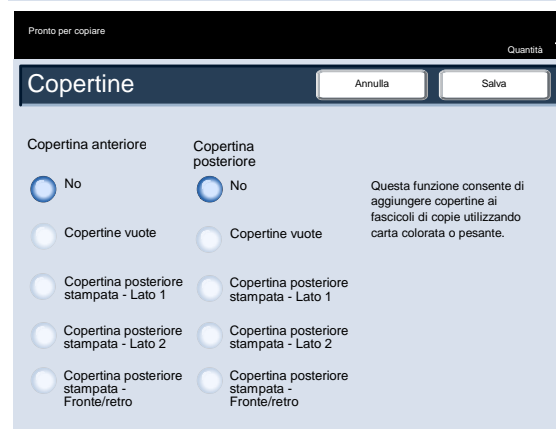 Pronto per copiare
Quantità
Copertine
Annulla
Salva
Copertina anteriore
No
Copertine vuote
Copertina posteriore
stampata - Lato 1
Copertina posteriore
stampata - Lato 2
Copertina posteriore
stampata -
Fronte/retro
Copertina
posteriore
No
Copertine vuote
Copertina posteriore
stampata - Lato 1
Copertina posteriore
stampata - Lato 2
Copertina posteriore
stampata -
Fronte/retro
Questa funzione consente di
aggiungere copertine ai
fascicoli di copie utilizzando
carta colorata o pesante.